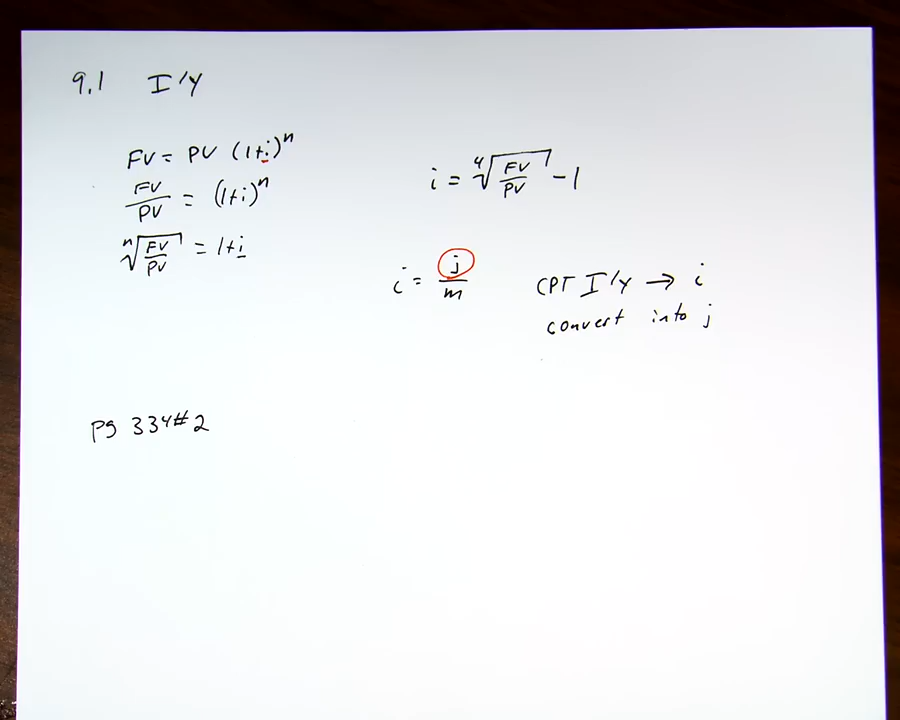 9.1 I/Y
FV = PV (1+i)^n
FV/PV = (1+i)^n
ⁿ√(FV/PV) = 1+i
i = ⁴√(FV/PV) - 1
i = j/m
CPT I/Y → i
convert into j
pg 334#2